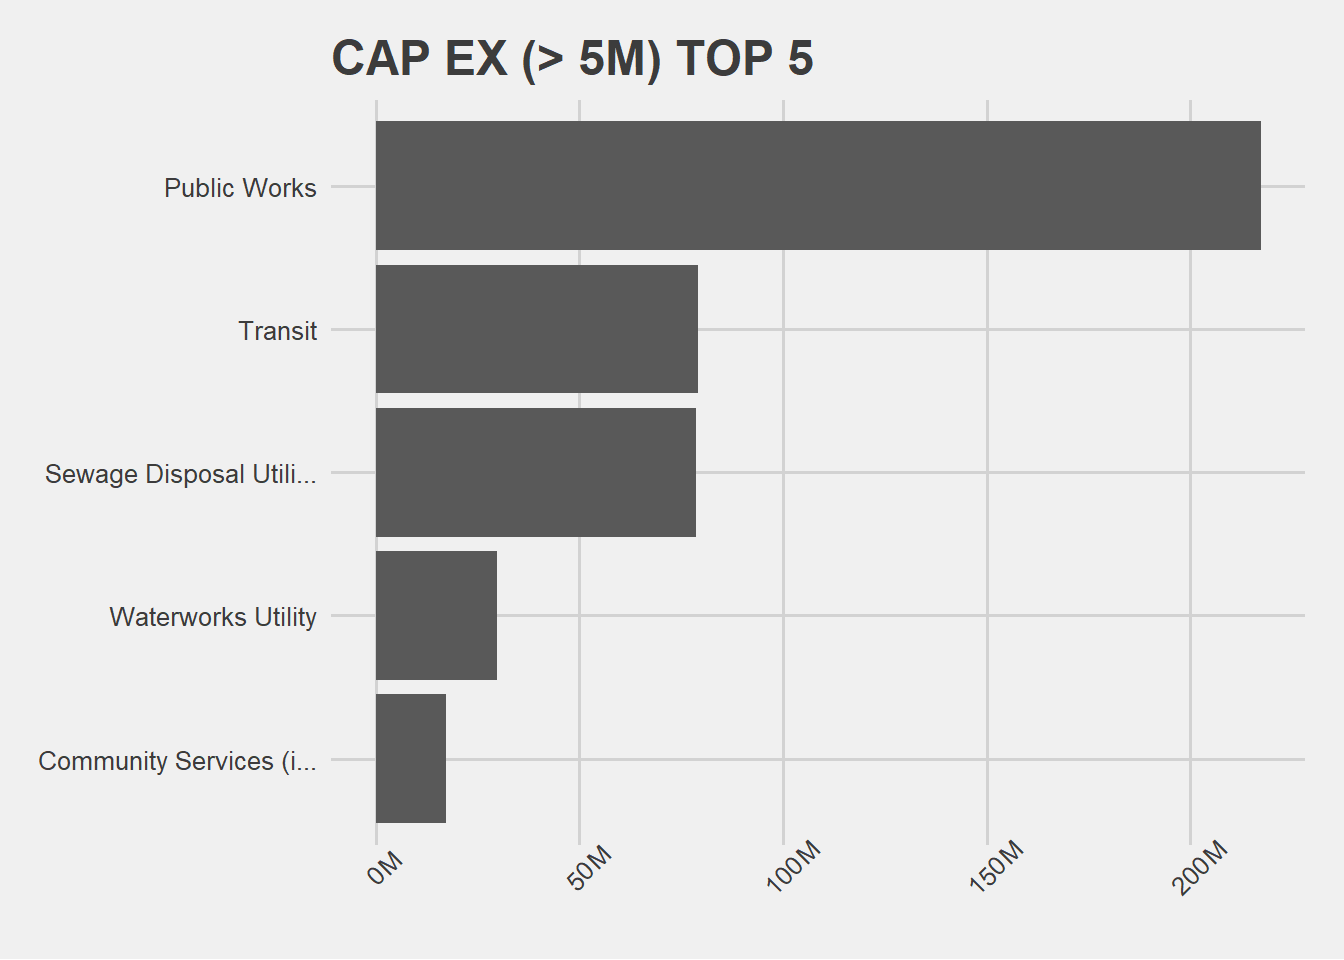 CAP EX (> 5M) TOP 5
Public Works
Transit
Sewage Disposal Utili...
Waterworks Utility
Community Services (i...
0M
50M
100M
150M
200M